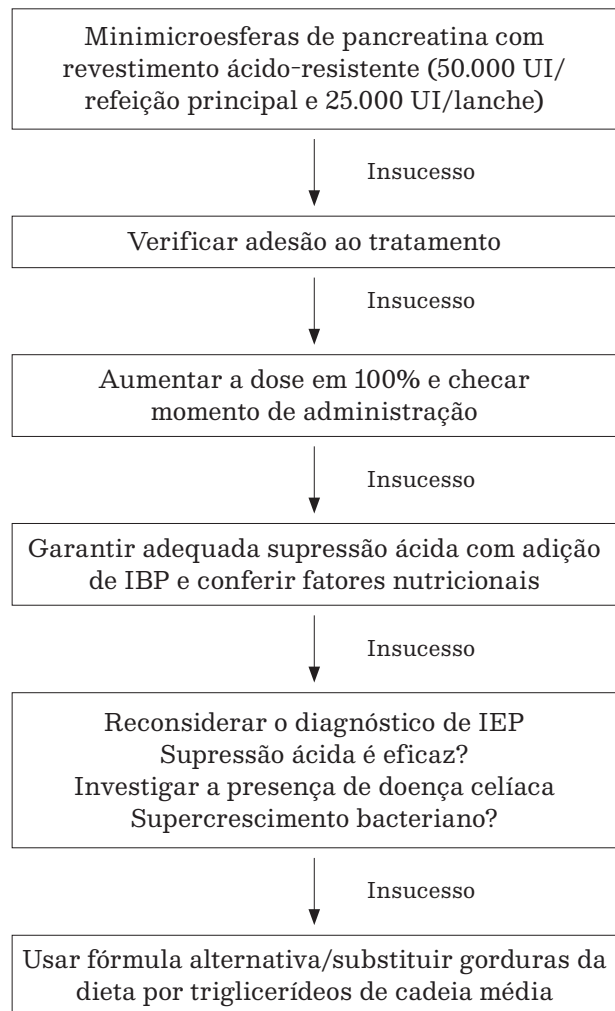 Minimicroesferas de pancreatina com
revestimento ácido-resistente (50.000 UI/
refeição principal e 25.000 UI/lanche)
Insucesso
Verificar adesão ao tratamento
Insucesso
Aumentar a dose em 100% e checar
momento de administração
Insucesso
Garantir adequada supressão ácida com adição
de IBP e conferir fatores nutricionais
Insucesso
Reconsiderar o diagnóstico de IEP
Supressão ácida é eficaz?
Investigar a presença de doença celíaca
Supercrescimento bacteriano?
Insucesso
Usar fórmula alternativa/substituir gorduras da
dieta por triglicerídeos de cadeia média